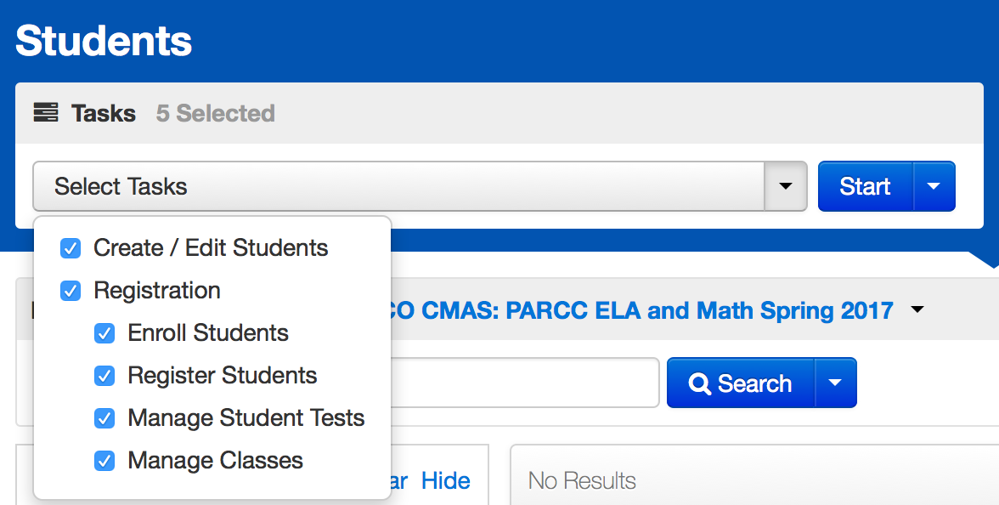 Students
Tasks 5 Selected
Select Tasks
Start
Create / Edit Students
Registration
Enroll Students
Register Students
Manage Student Tests
Manage Classes
CO CMAS: PARCC ELA and Math Spring 2017
Search
Hide
No Results